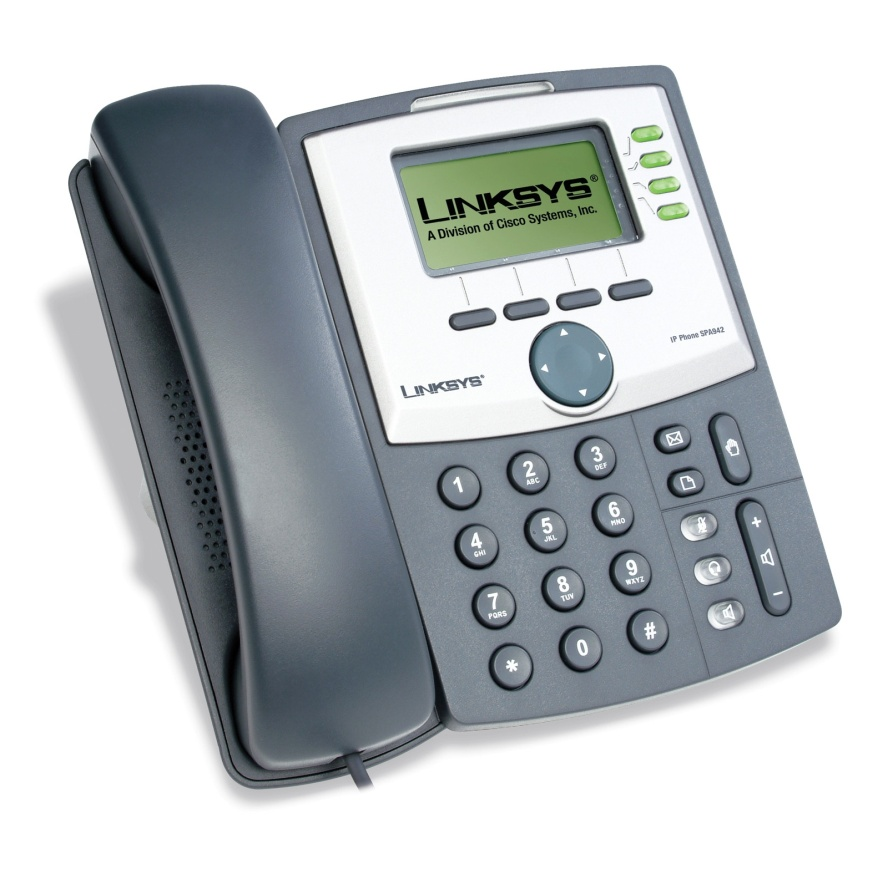 LINKSYS®
A Division of Cisco Systems, Inc.
IP Phone SPA942
LINKSYS®
1
2
ABC
3
DEF
4
GHI
5
JKL
6
MNO
7
PQRS
8
TUV
9
WXYZ
*
0
#
+
−